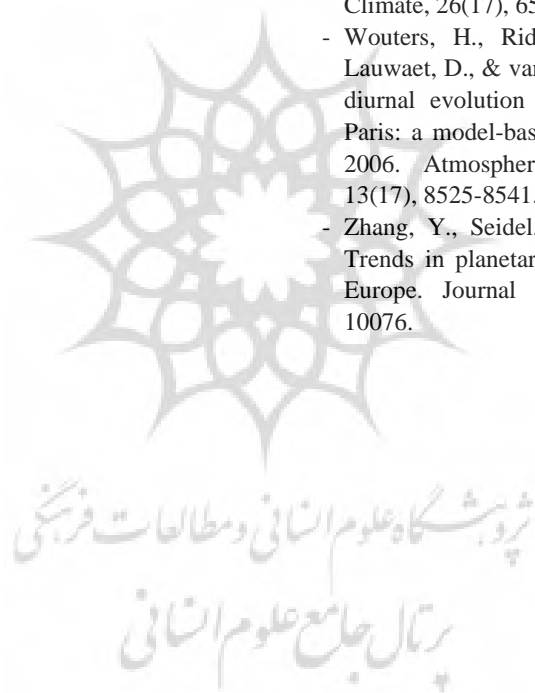 Climate, 26(17), 65
- Wouters, H., Rid
Lauwaet, D., & var
diurnal evolution
Paris: a model-bas
2006. Atmospher
13(17), 8525-8541.
- Zhang, Y., Seidel,
Trends in planetar
Europe. Journal
10076.
پژوهشگاه علوم انسانی و مطالعات فرهنگی
پرتال جامع علوم انسانی